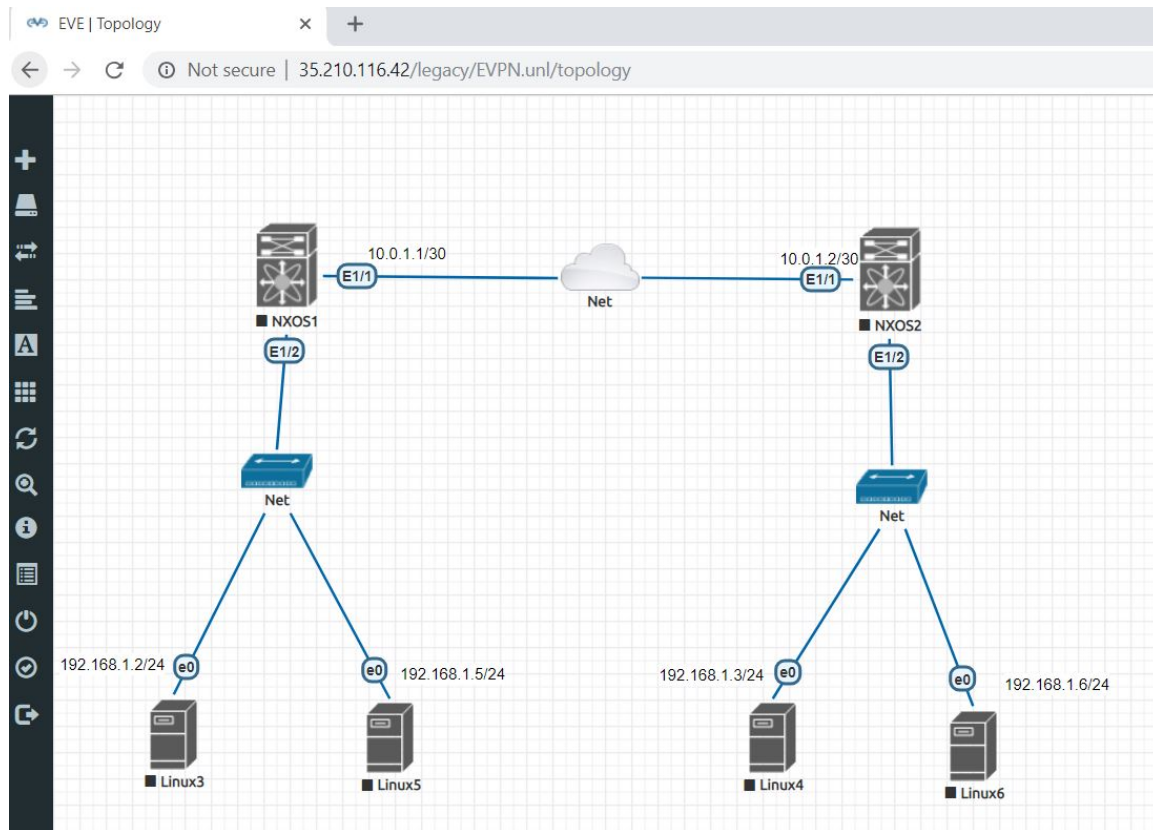 EVE | Topology
Not secure | 35.210.116.42/legacy/EVPN.unl/topology
10.0.1.1/30
10.0.1.2/30
E1/1
E1/1
Net
NXOS1
NXOS2
E1/2
E1/2
Net
Net
192.168.1.2/24
e0
e0
192.168.1.5/24
192.168.1.3/24
e0
e0
192.168.1.6/24
Linux3
Linux5
Linux4
Linux6